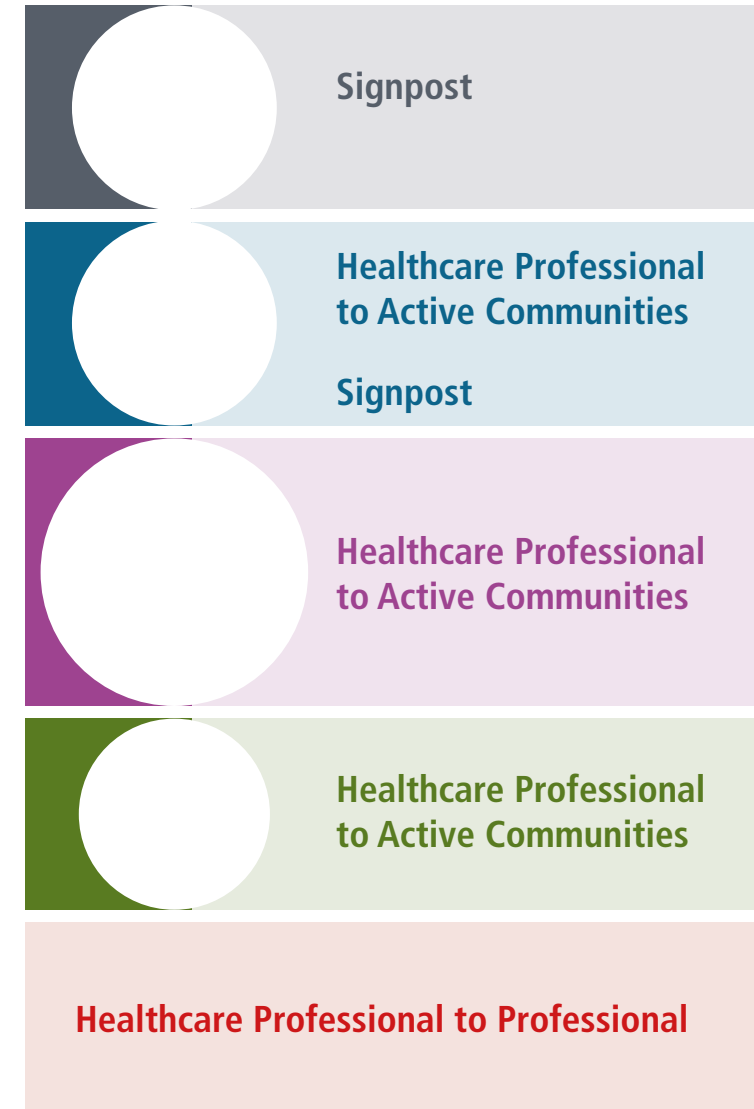 Signpost
Healthcare Professional
to Active Communities
Signpost
Healthcare Professional
to Active Communities
Healthcare Professional
to Active Communities
Healthcare Professional to Professional